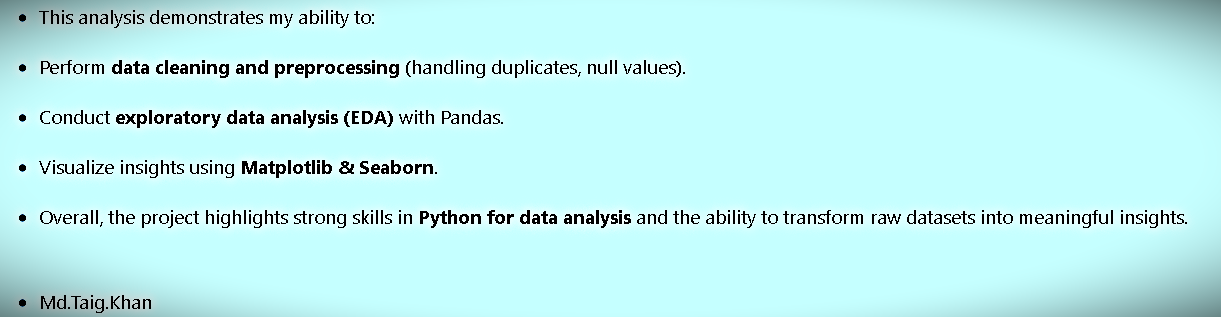 • This analysis demonstrates my ability to:
• Perform data cleaning and preprocessing (handling duplicates, null values).
• Conduct exploratory data analysis (EDA) with Pandas.
• Visualize insights using Matplotlib & Seaborn.
• Overall, the project highlights strong skills in Python for data analysis and the ability to transform raw datasets into meaningful insights.
• Md.Taig.Khan